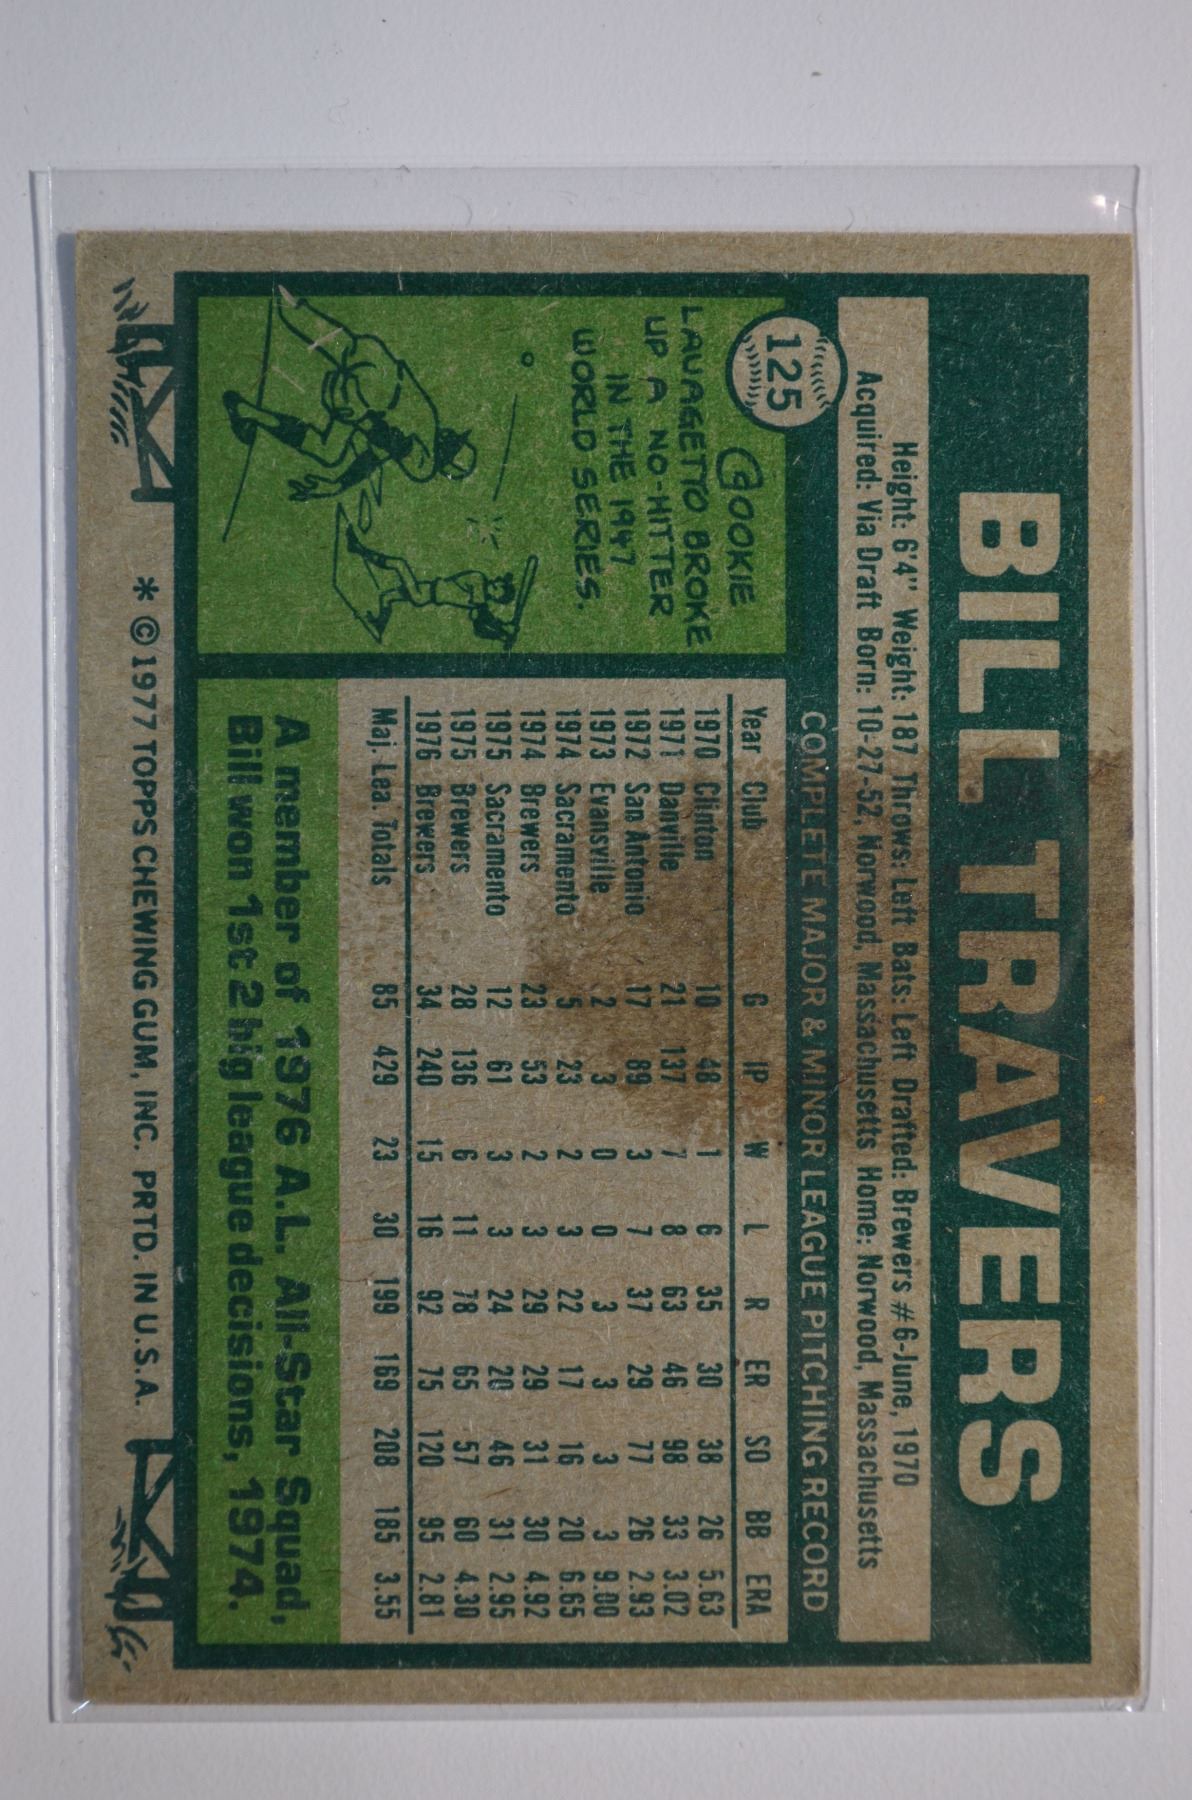 BILL TRAVERS
Height: 6'4" Weight: 187 Throws: Left Bats: Left Drafted: Brewers #6-June, 1970
Acquired: Via Draft Born: 10-27-52, Norwood, Massachusetts Home: Norwood, Massachusetts
125
COOKIE
LAVAGETTO BROKE
UP A NO-HITTER
IN THE 1947
WORLD SERIES.
COMPLETE MAJOR & MINOR LEAGUE PITCHING RECORD
Year Club G IP W L R ER SO BB ERA
1970 Clinton 10 48 1 6 35 30 38 26 5.63
1971 Danville 21 137 7 8 63 46 98 33 3.02
1972 San Antonio 17 89 3 7 37 29 77 26 2.93
1973 Evansville 2 3 0 0 3 3 3 3 9.00
1974 Sacramento 5 23 2 3 22 17 16 20 6.65
1974 Brewers 23 53 2 3 29 29 31 30 4.92
1975 Sacramento 12 61 3 3 24 20 46 31 2.95
1975 Brewers 28 136 6 11 78 65 57 60 4.30
1976 Brewers 34 240 15 16 92 75 120 95 2.81
Maj. Lea. Totals 85 429 23 30 199 169 208 185 3.55
A member of 1976 A.L. All-Star Squad,
Bill won 1st 2 big league decisions, 1974.
* © 1977 TOPPS CHEWING GUM, INC. PRTD. IN U.S.A.